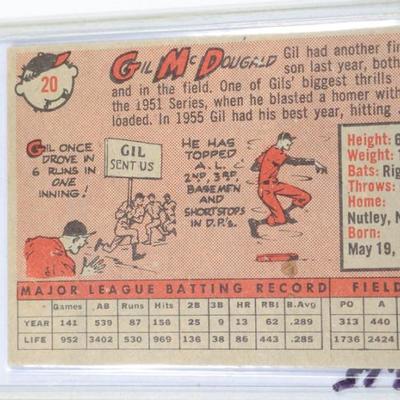 20
GIL McDOUGALD
Gil had another fin
son last year, both
and in the field. One of Gils' biggest thrills
the 1951 Series, when he blasted a homer with
loaded. In 1955 Gil had his best year, hitting
GIL ONCE
DROVE IN
6 RUNS IN
ONE
INNING!
GIL
SENT US
HE HAS
TOPPED
A.L.
2ND, 3RD,
BASEMEN
AND
SHORTSTOPS
IN D.P.'s.
Height: 6
Weight: 1
Bats: Rig
Throws:
Home:
Nutley, N
Born:
May 19,
MAJOR LEAGUE BATTING RECORD FIELD
Games AB Runs Hits 2B 3B HR RBI B.Avg PO A
YEAR 141 539 87 156 25 9 13 62 .289 313 440
LIFE 952 3402 530 969 136 38 86 443 .285 1736 2424